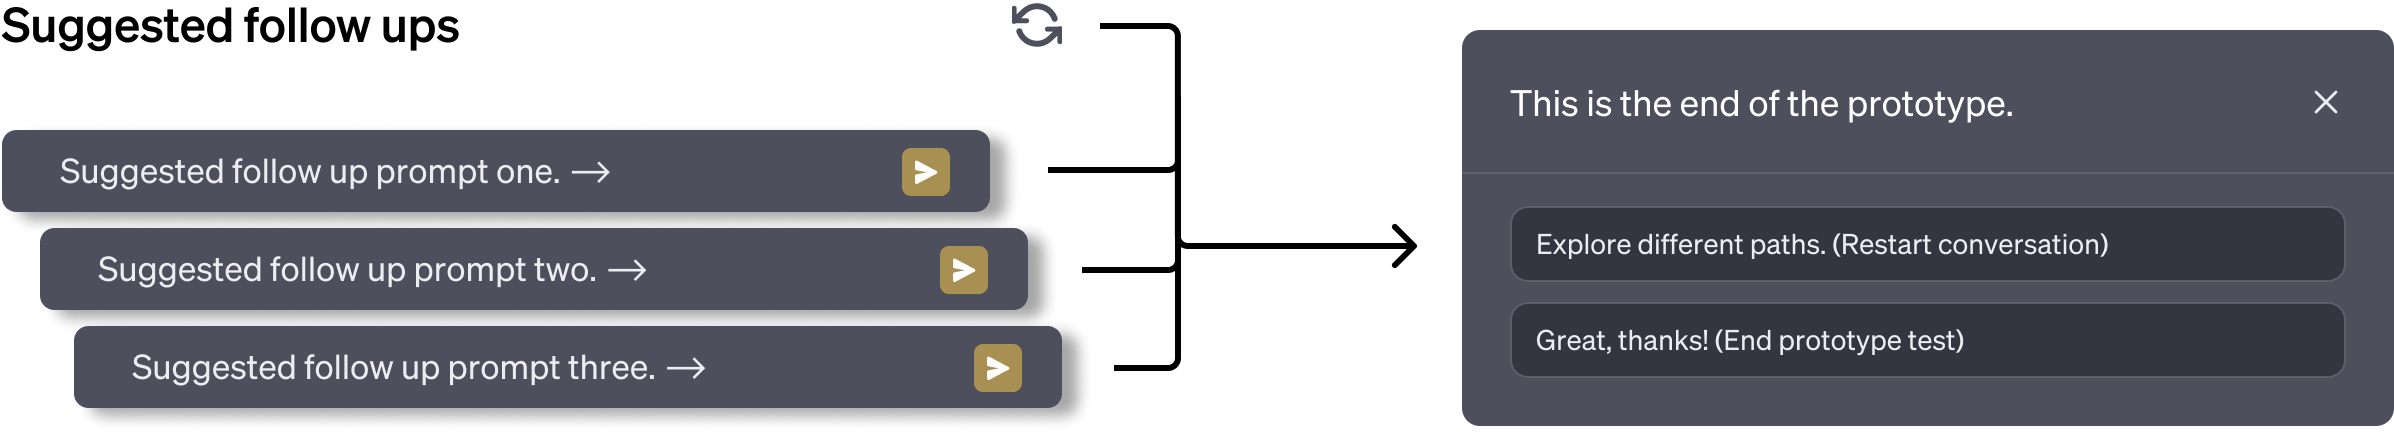 Suggested follow ups
Suggested follow up prompt one. →
Suggested follow up prompt two. →
Suggested follow up prompt three. →
This is the end of the prototype.
Explore different paths. (Restart conversation)
Great, thanks! (End prototype test)